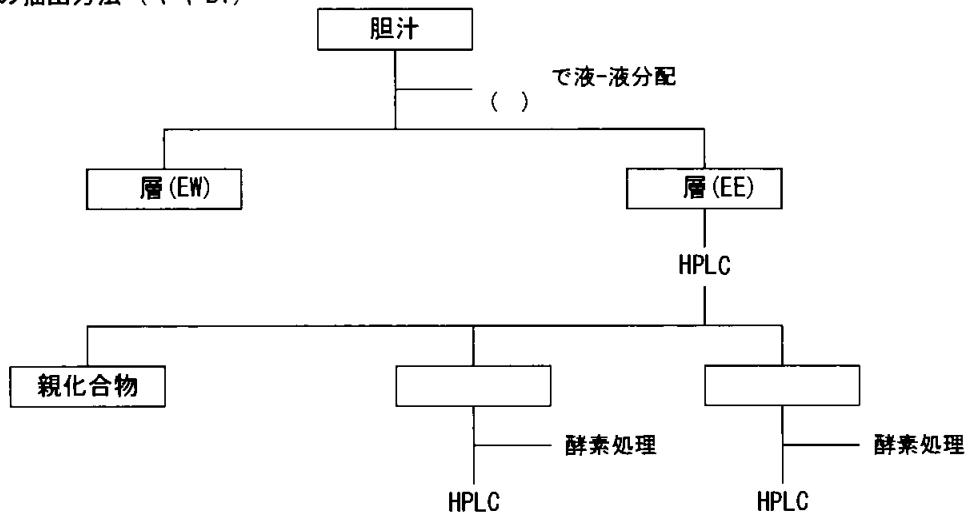 胆汁
で液-液分配
( )
層(EW)
層(EE)
HPLC
親化合物
酵素処理
酵素処理
HPLC
HPLC